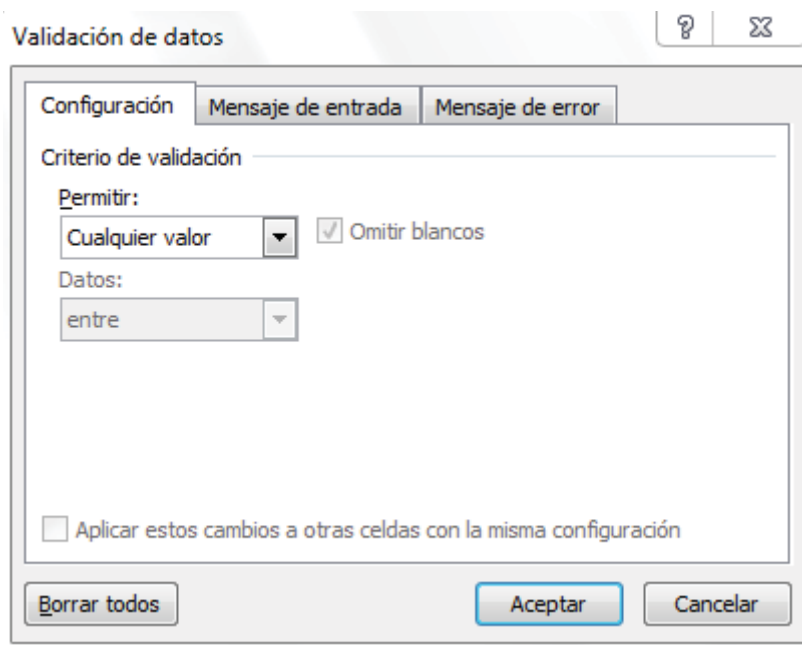 Validación de datos
Configuración Mensaje de entrada Mensaje de error
Criterio de validación
Permitir:
Cualquier valor Omitir blancos
Datos:
entre
Aplicar estos cambios a otras celdas con la misma configuración
Borrar todos Aceptar Cancelar